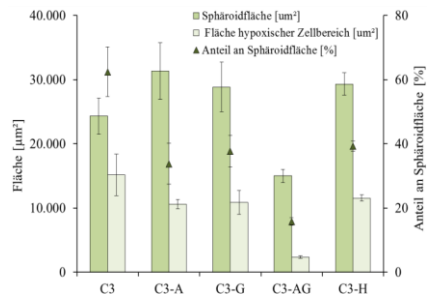 Sphäroidfläche [µm²]
Fläche hypoxischer Zellbereich [um²]
Anteil an Sphäroidfläche [%]
40.000
30.000
20.000
10.000
0
Fläche [µm²]
80
60
40
20
0
Anteil an Sphäroidfläche [%]
C3 C3-A C3-G C3-AG C3-H